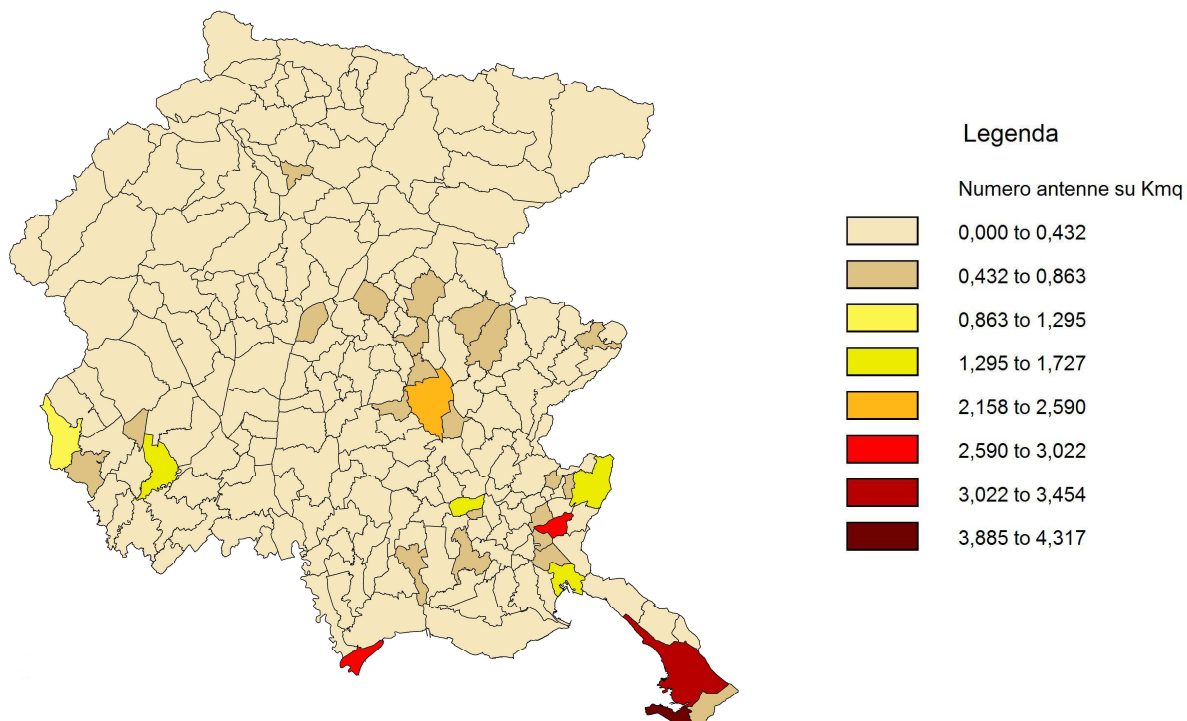 Legenda
Numero antenne su Kmq
0,000 to 0,432
0,432 to 0,863
0,863 to 1,295
1,295 to 1,727
2,158 to 2,590
2,590 to 3,022
3,022 to 3,454
3,885 to 4,317